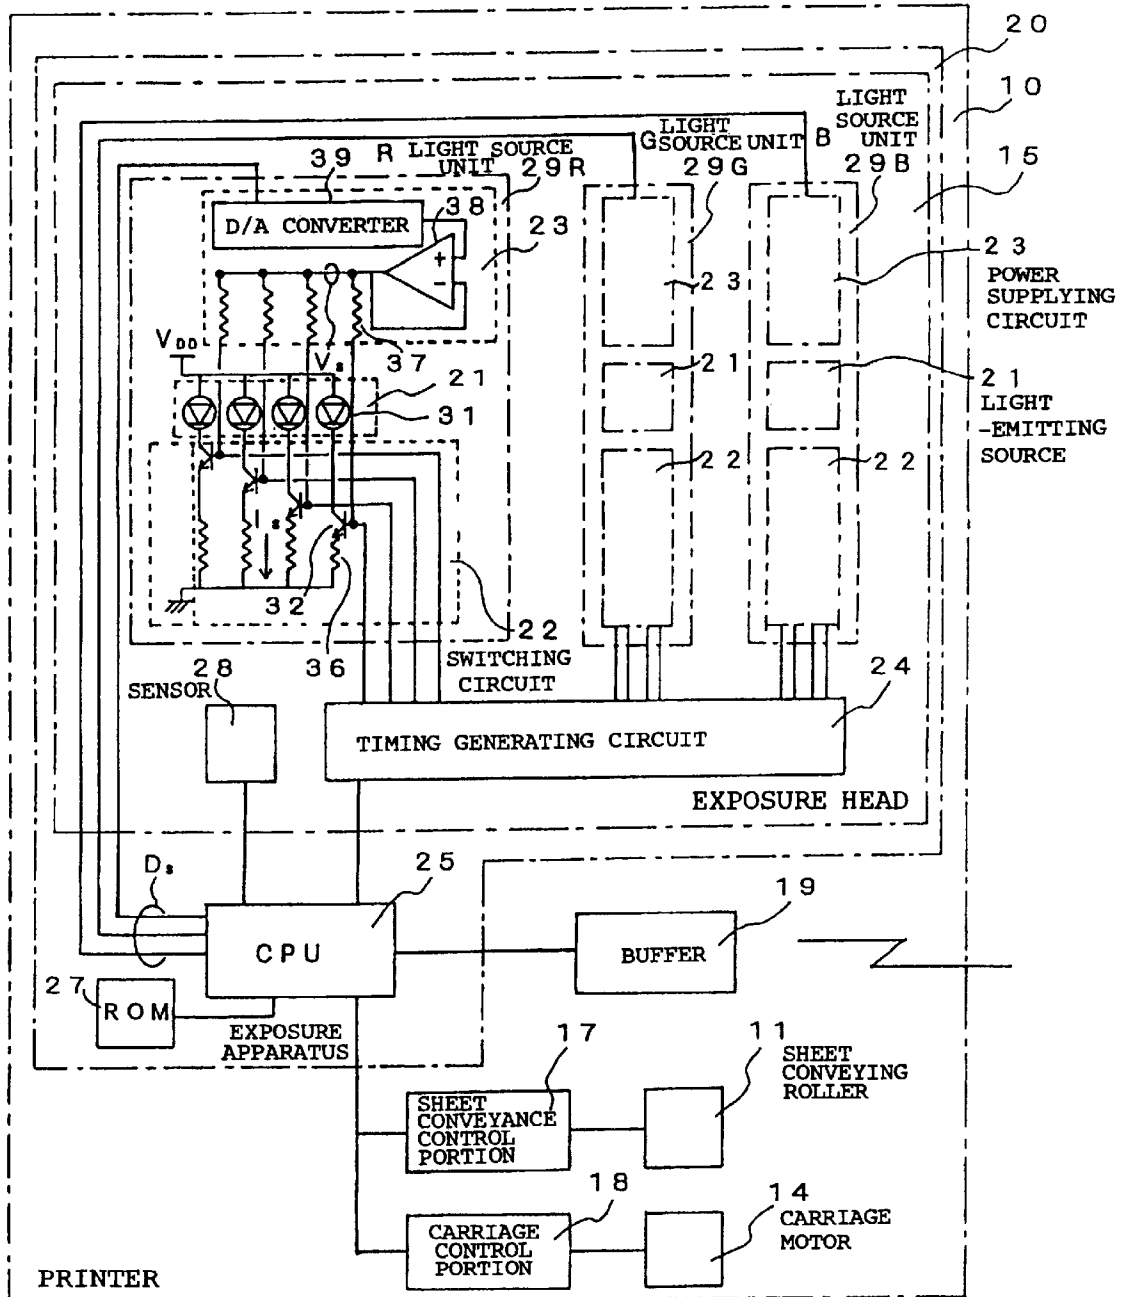 20
10
LIGHT
SOURCE
UNIT
B
29B
15
LIGHT
G SOURCE UNIT
29G
R LIGHT SOURCE
UNIT
29R
39
38
D/A CONVERTER
23
+
-
23
23
POWER
SUPPLYING
CIRCUIT
VDD
Vs
37
21
31
21
21
LIGHT
-EMITTING
SOURCE
22
22
Is
32
36
22
SWITCHING
CIRCUIT
28
SENSOR
24
TIMING GENERATING CIRCUIT
EXPOSURE HEAD
Ds
25
CPU
19
BUFFER
27
ROM
EXPOSURE
APPARATUS
17
SHEET
CONVEYANCE
CONTROL
PORTION
11
SHEET
CONVEYING
ROLLER
18
CARRIAGE
CONTROL
PORTION
14
CARRIAGE
MOTOR
PRINTER